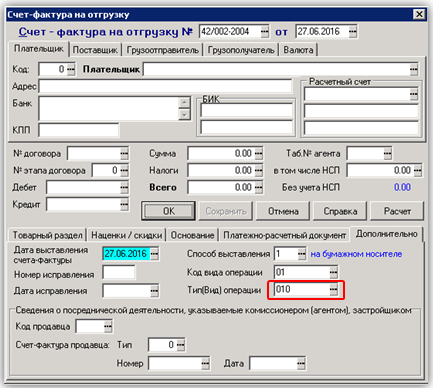 Счет-фактура на отгрузку
Счет - фактура на отгрузку № 42/002-2004 от 27.06.2016
Плательщик Поставщик Грузоотправитель Грузополучатель Валюта
Код: 0 Плательщик
Адрес Расчетный счет
Банк БИК
КПП
№ договора Сумма 0.00 Таб.№ агента
№ этапа договора 0 Налоги 0.00 в том числе НСП 0.00
Дебет Всего 0.00 Без учета НСП 0.00
Кредит
OK Сохранить Отмена Справка Расчет
Товарный раздел Наценки / скидки Основание Платежно-расчетный документ Дополнительно
Дата выставления счета-фактуры 27.06.2016 Способ выставления 1 на бумажном носителе
Номер исправления Код вида операции 01
Дата исправления Тип(Вид) операции 010
Сведения о посреднической деятельности, указываемые комиссионером (агентом), застройщиком
Код продавца
Счет-фактура продавца: Тип 0
Номер Дата